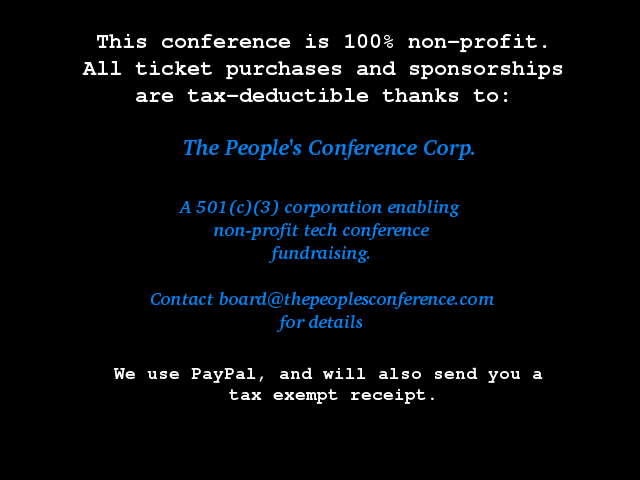 This conference is 100% non-profit.
All ticket purchases and sponsorships
are tax-deductible thanks to:
The People's Conference Corp.
A 501(c)(3) corporation enabling
non-profit tech conference
fundraising.
Contact board@thepeoplesconference.com
for details
We use PayPal, and will also send you a
tax exempt receipt.